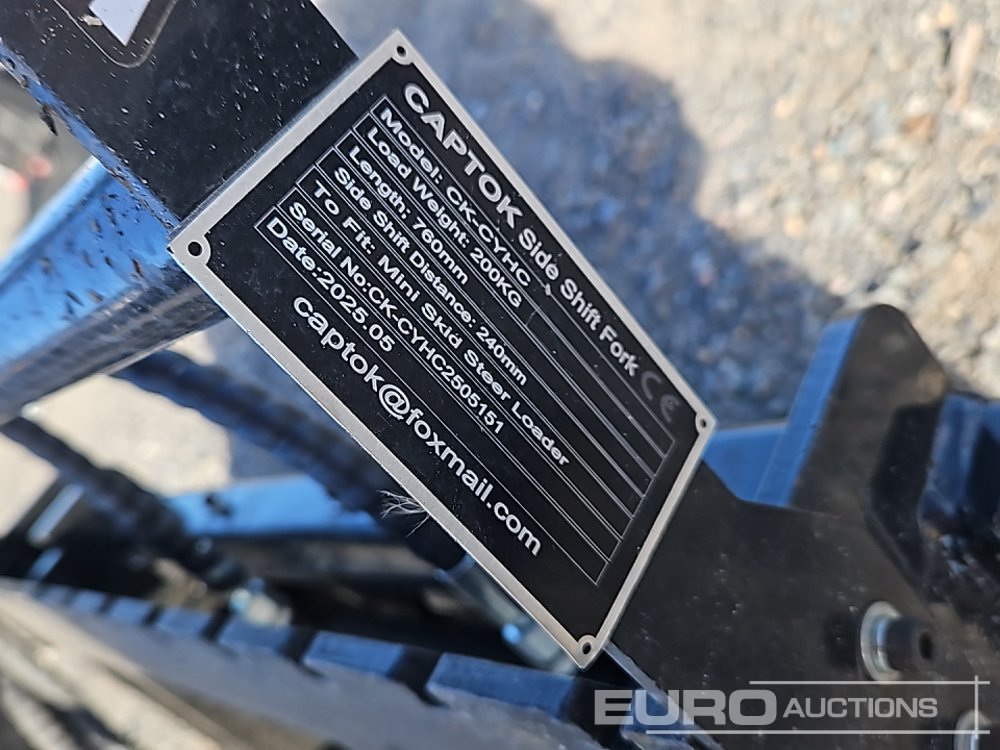 CAPTOK Side Shift Fork CE
Model: CK-CYHC
Load Weight: 200KG
Length: 760mm
Side Shift Distance: 240mm
To Fit: Mini Skid Steer Loader
Serial No:CK-CYHC2505151
Date:2025.05
captok@foxmail.com
EURO AUCTIONS